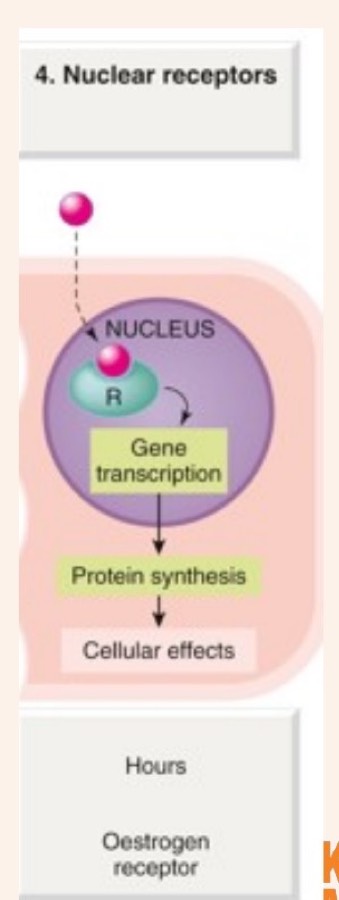 4. Nuclear receptors
NUCLEUS
R
Gene
transcription
Protein synthesis
Cellular effects
Hours
Oestrogen
receptor
K